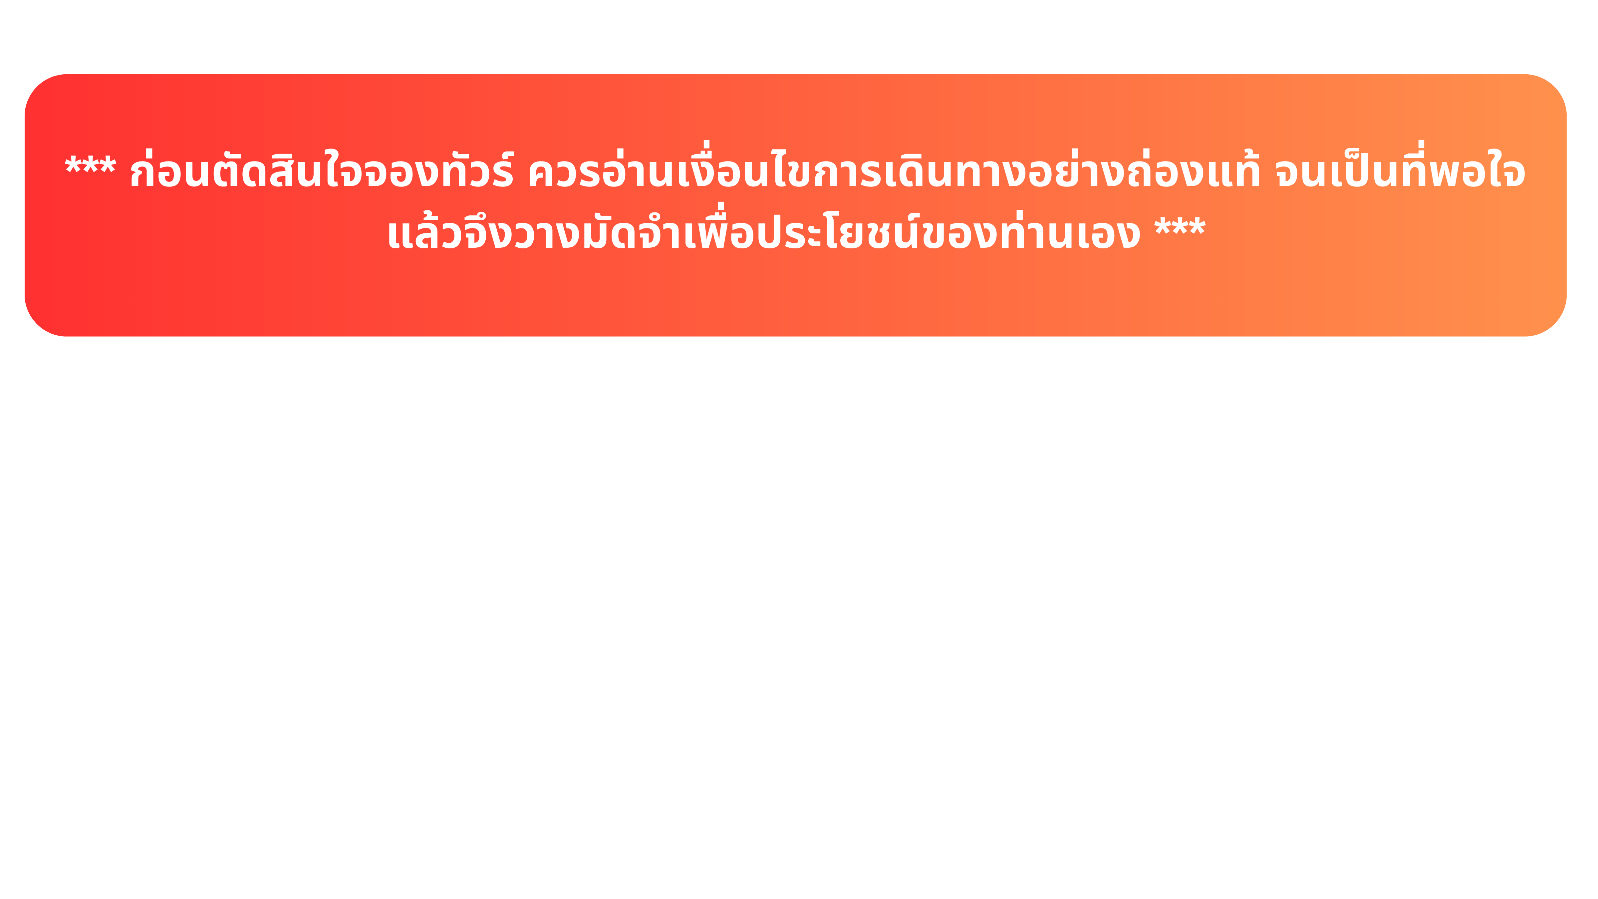 *** ก่อนตัดสินใจจองทัวร์ ควรอ่านเงื่อนไขการเดินทางอย่างถ่องแท้ จนเป็นที่พอใจ
แล้วจึงวางมัดจำเพื่อประโยชน์ของท่านเอง ***